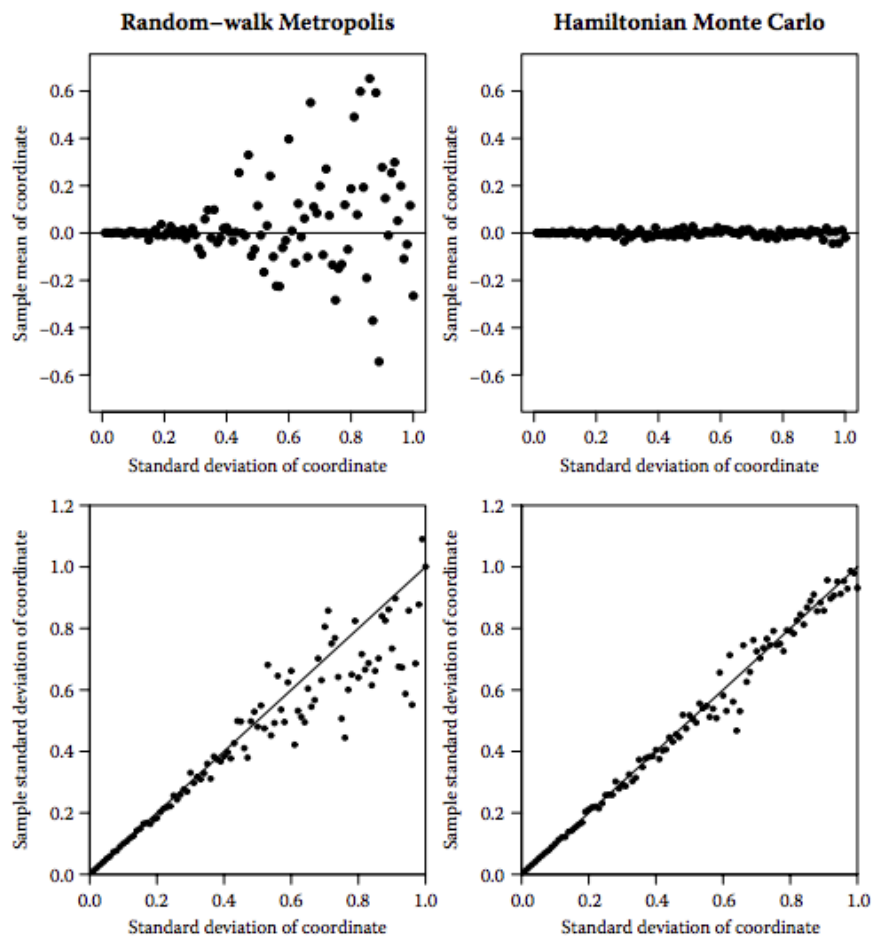 Random-walk Metropolis
Hamiltonian Monte Carlo
Sample mean of coordinate
0.6
0.4
0.2
0.0
−0.2
−0.4
−0.6
0.0 0.2 0.4 0.6 0.8 1.0
Standard deviation of coordinate
Sample mean of coordinate
0.6
0.4
0.2
0.0
−0.2
−0.4
−0.6
0.0 0.2 0.4 0.6 0.8 1.0
Standard deviation of coordinate
Sample standard deviation of coordinate
1.2
1.0
0.8
0.6
0.4
0.2
0.0
0.0 0.2 0.4 0.6 0.8 1.0
Standard deviation of coordinate
Sample standard deviation of coordinate
1.2
1.0
0.8
0.6
0.4
0.2
0.0
0.0 0.2 0.4 0.6 0.8 1.0
Standard deviation of coordinate